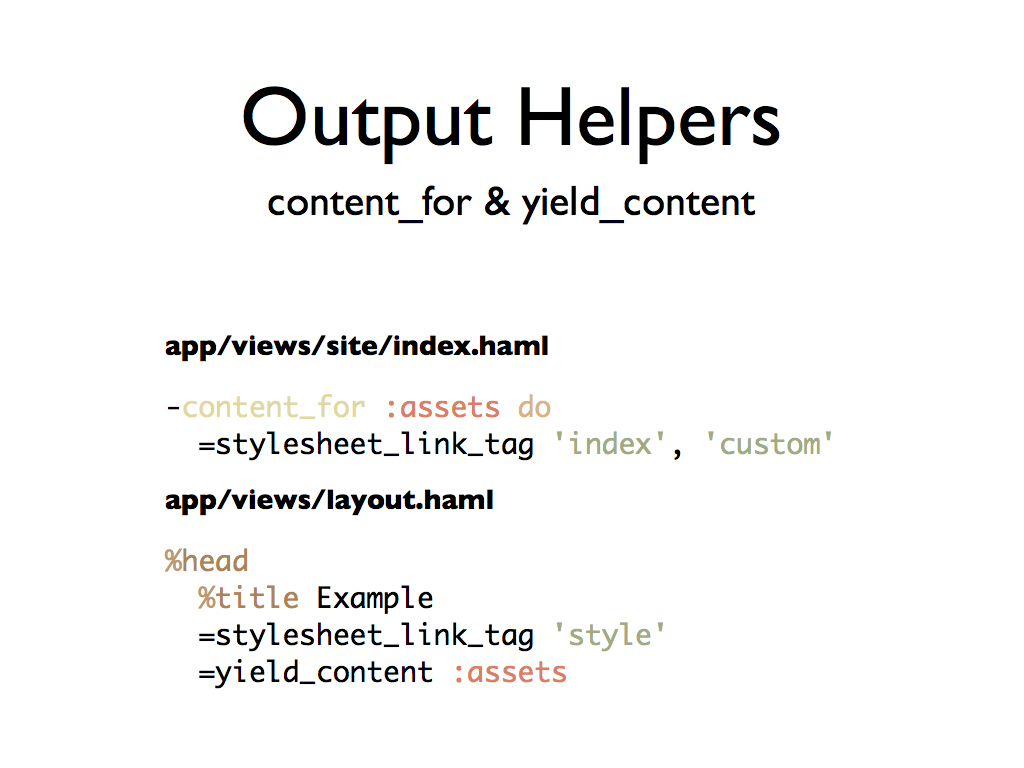 Output Helpers
content_for & yield_content
app/views/site/index.haml
-content_for :assets do
  =stylesheet_link_tag 'index', 'custom'
app/views/layout.haml
%head
  %title Example
  =stylesheet_link_tag 'style'
  =yield_content :assets